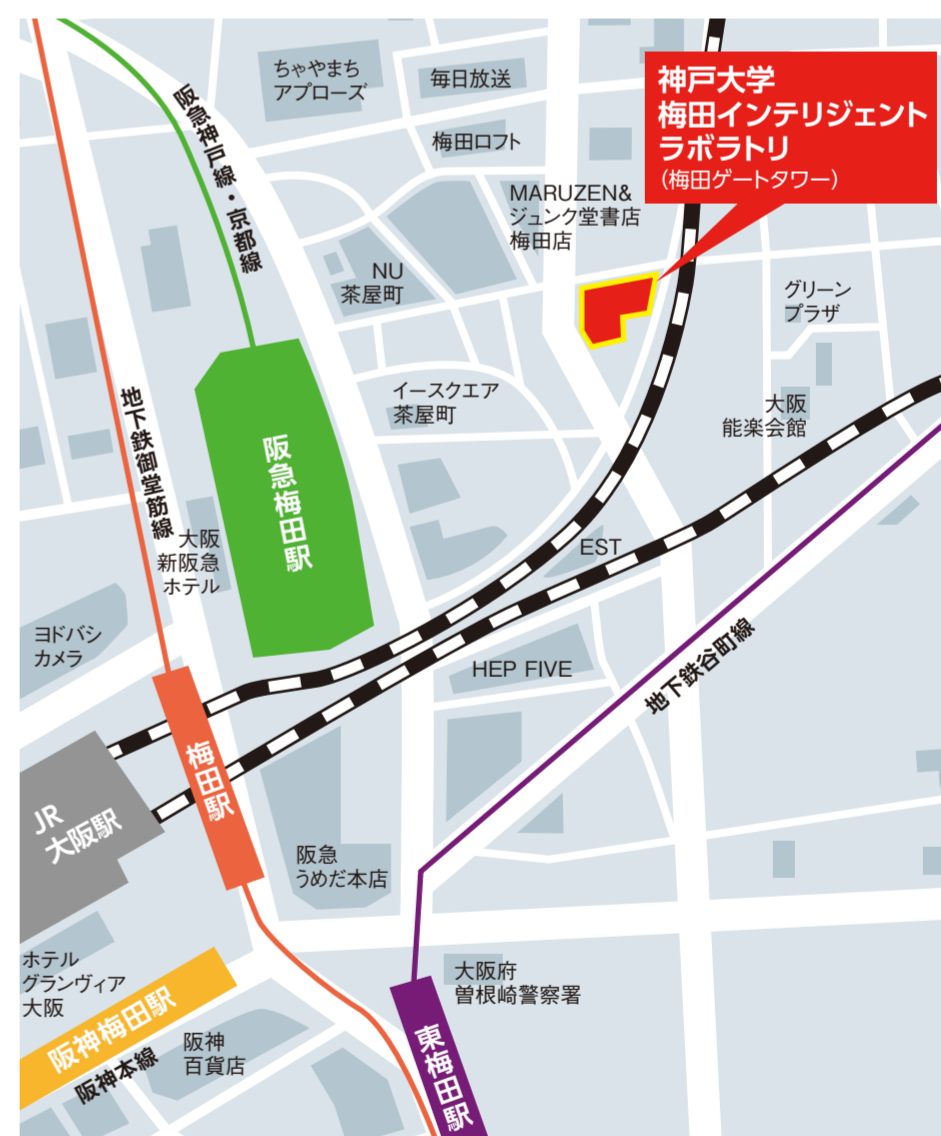 ちゃやまち
アプローズ
毎日放送
神戸大学
梅田インテリジェント
ラボラトリ
(梅田ゲートタワー)
阪急神戸線・京都線
梅田ロフト
MARUZEN&
ジュンク堂書店
梅田店
NU
茶屋町
グリーン
プラザ
イースクエア
茶屋町
大阪
能楽会館
地下鉄御堂筋線
阪急梅田駅
大阪
新阪急
ホテル
EST
ヨドバシ
カメラ
HEP FIVE
地下鉄谷町線
梅田駅
JR
大阪駅
阪急
うめだ本店
ホテル
グランヴィア
大阪
大阪府
曽根崎警察署
阪神梅田駅
阪神本線
阪神
百貨店
東梅田駅